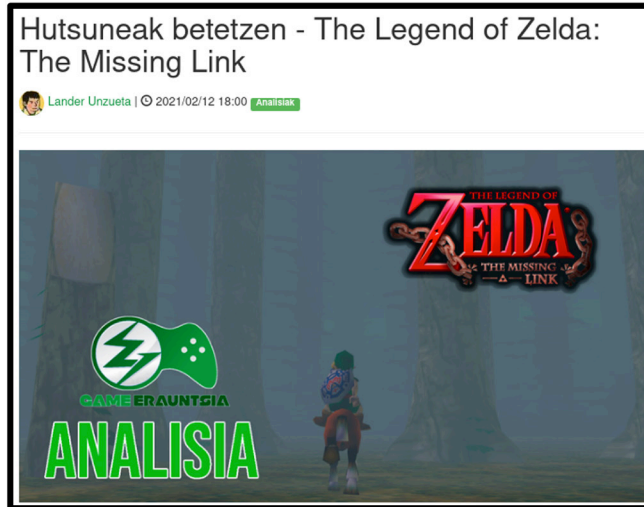 Hutsuneak betetzen - The Legend of Zelda:
The Missing Link
Lander Unzueta | 2021/02/12 18:00 Analisiak
THE LEGEND OF
ZELDA
THE MISSING
LINK
GAME ERAUNTSIA
ANALISIA